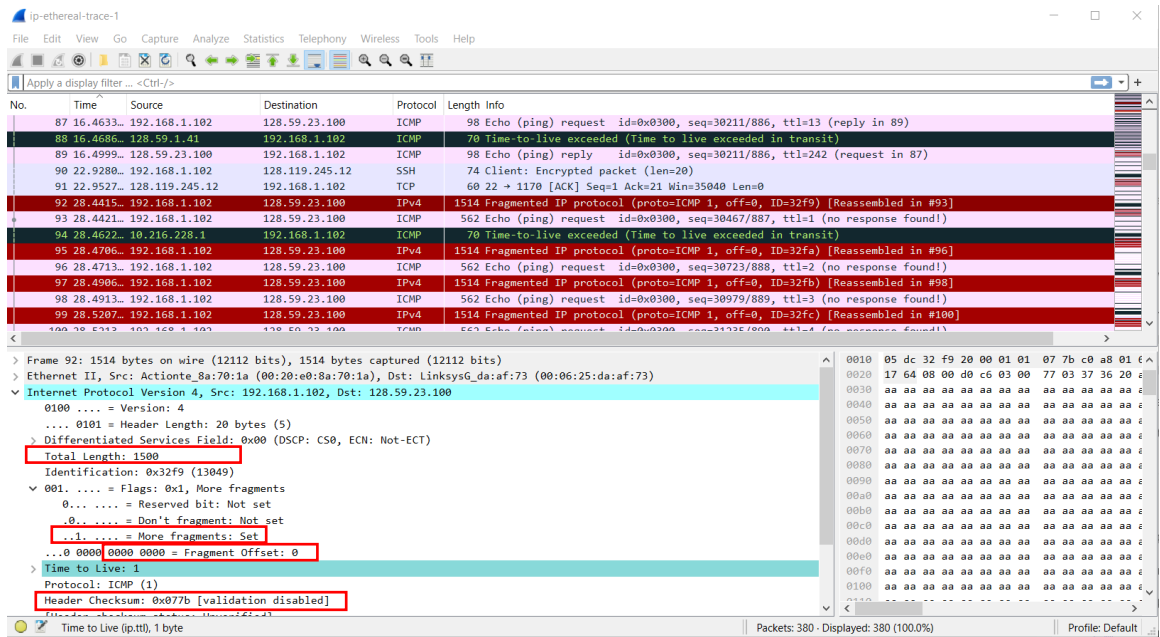 ip-ethereal-trace-1
File Edit View Go Capture Analyze Statistics Telephony Wireless Tools Help
Apply a display filter ... <Ctrl-/>
No. Time Source Destination Protocol Length Info
87 16.4633… 192.168.1.102 128.59.23.100 ICMP 98 Echo (ping) request id=0x0300, seq=30211/886, ttl=13 (reply in 89)
88 16.4686… 128.59.1.41 192.168.1.102 ICMP 70 Time-to-live exceeded (Time to live exceeded in transit)
89 16.4999… 128.59.23.100 192.168.1.102 ICMP 98 Echo (ping) reply id=0x0300, seq=30211/886, ttl=242 (request in 87)
90 22.9280… 192.168.1.102 128.119.245.12 SSH 74 Client: Encrypted packet (len=20)
91 22.9527… 128.119.245.12 192.168.1.102 TCP 60 22 → 1170 [ACK] Seq=1 Ack=21 Win=35040 Len=0
92 28.4415… 192.168.1.102 128.59.23.100 IPv4 1514 Fragmented IP protocol (proto=ICMP 1, off=0, ID=32f9) [Reassembled in #93]
93 28.4421… 192.168.1.102 128.59.23.100 ICMP 562 Echo (ping) request id=0x0300, seq=30467/887, ttl=1 (no response found!)
94 28.4622… 10.216.228.1 192.168.1.102 ICMP 70 Time-to-live exceeded (Time to live exceeded in transit)
95 28.4706… 192.168.1.102 128.59.23.100 IPv4 1514 Fragmented IP protocol (proto=ICMP 1, off=0, ID=32fa) [Reassembled in #96]
96 28.4713… 192.168.1.102 128.59.23.100 ICMP 562 Echo (ping) request id=0x0300, seq=30723/888, ttl=2 (no response found!)
97 28.4906… 192.168.1.102 128.59.23.100 IPv4 1514 Fragmented IP protocol (proto=ICMP 1, off=0, ID=32fb) [Reassembled in #98]
98 28.4913… 192.168.1.102 128.59.23.100 ICMP 562 Echo (ping) request id=0x0300, seq=30979/889, ttl=3 (no response found!)
99 28.5207… 192.168.1.102 128.59.23.100 IPv4 1514 Fragmented IP protocol (proto=ICMP 1, off=0, ID=32fc) [Reassembled in #100]
100 28.5213… 192.168.1.102 128.59.23.100 ICMP 562 Echo (ping) request id=0x0300, seq=31235/890, ttl=4 (no response found!)
Frame 92: 1514 bytes on wire (12112 bits), 1514 bytes captured (12112 bits)
Ethernet II, Src: Actionte_8a:70:1a (00:20:e0:8a:70:1a), Dst: LinksysG_da:af:73 (00:06:25:da:af:73)
Internet Protocol Version 4, Src: 192.168.1.102, Dst: 128.59.23.100
0100 .... = Version: 4
.... 0101 = Header Length: 20 bytes (5)
Differentiated Services Field: 0x00 (DSCP: CS0, ECN: Not-ECT)
Total Length: 1500
Identification: 0x32f9 (13049)
001. .... = Flags: 0x1, More fragments
0... .... = Reserved bit: Not set
.0.. .... = Don't fragment: Not set
..1. .... = More fragments: Set
...0 0000 0000 0000 = Fragment Offset: 0
Time to Live: 1
Protocol: ICMP (1)
Header Checksum: 0x077b [validation disabled]
[Header checksum status: Unverified]
0010 05 dc 32 f9 20 00 01 01 07 7b c0 a8 01
0020 17 64 08 00 d0 c6 03 00 77 03 37 36 20
0030 aa aa aa aa aa aa aa aa aa aa aa aa aa
0040 aa aa aa aa aa aa aa aa aa aa aa aa aa
0050 aa aa aa aa aa aa aa aa aa aa aa aa aa
0060 aa aa aa aa aa aa aa aa aa aa aa aa aa
0070 aa aa aa aa aa aa aa aa aa aa aa aa aa
0080 aa aa aa aa aa aa aa aa aa aa aa aa aa
0090 aa aa aa aa aa aa aa aa aa aa aa aa aa
00a0 aa aa aa aa aa aa aa aa aa aa aa aa aa
00b0 aa aa aa aa aa aa aa aa aa aa aa aa aa
00c0 aa aa aa aa aa aa aa aa aa aa aa aa aa
00d0 aa aa aa aa aa aa aa aa aa aa aa aa aa
00e0 aa aa aa aa aa aa aa aa aa aa aa aa aa
00f0 aa aa aa aa aa aa aa aa aa aa aa aa aa
0100 aa aa aa aa aa aa aa aa aa aa aa aa aa
Time to Live (ip.ttl), 1 byte
Packets: 380 · Displayed: 380 (100.0%)
Profile: Default